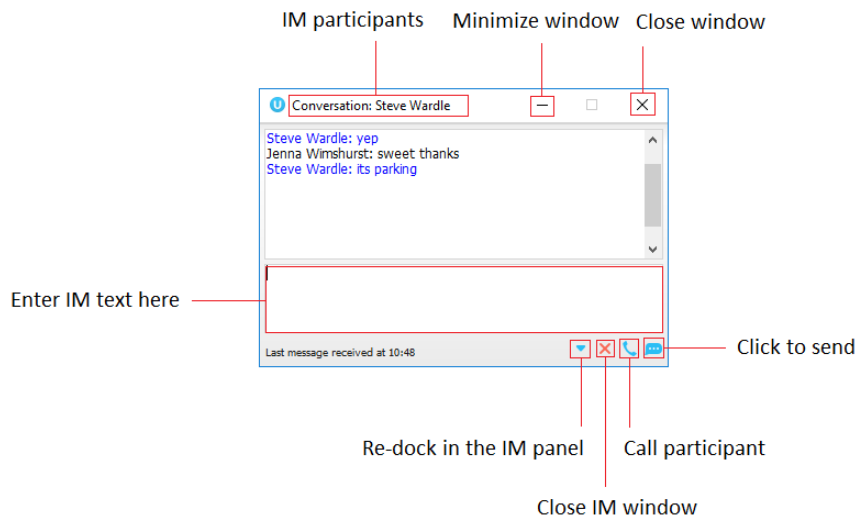 IM participants
Minimize window
Close window
U
Conversation: Steve Wardle
Steve Wardle: yep
Jenna Wimshurst: sweet thanks
Steve Wardle: its parking
Enter IM text here
Last message received at 10:48
Click to send
Re-dock in the IM panel
Call participant
Close IM window